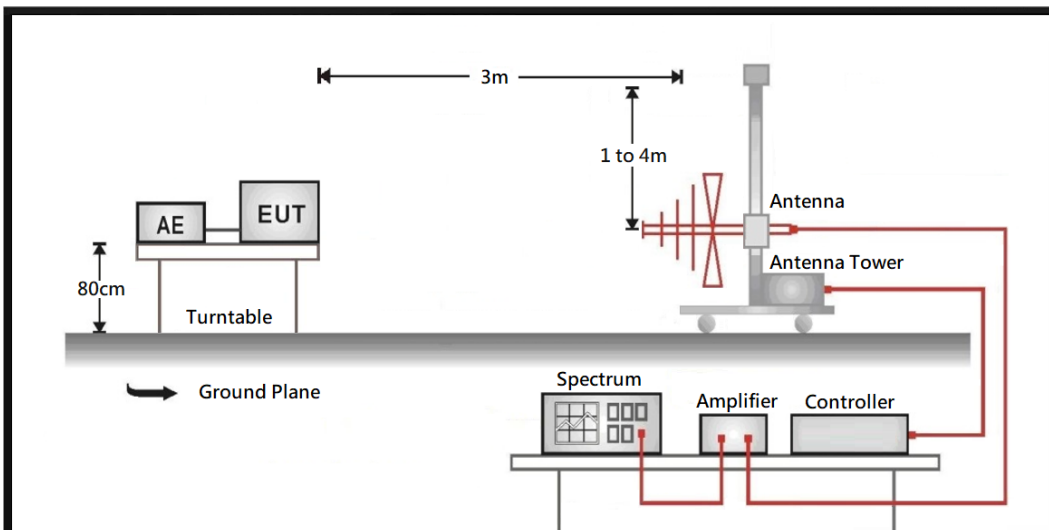 3m
1 to 4m
Antenna
AE
EUT
Antenna Tower
80cm
Turntable
Ground Plane
Spectrum
Amplifier
Controller